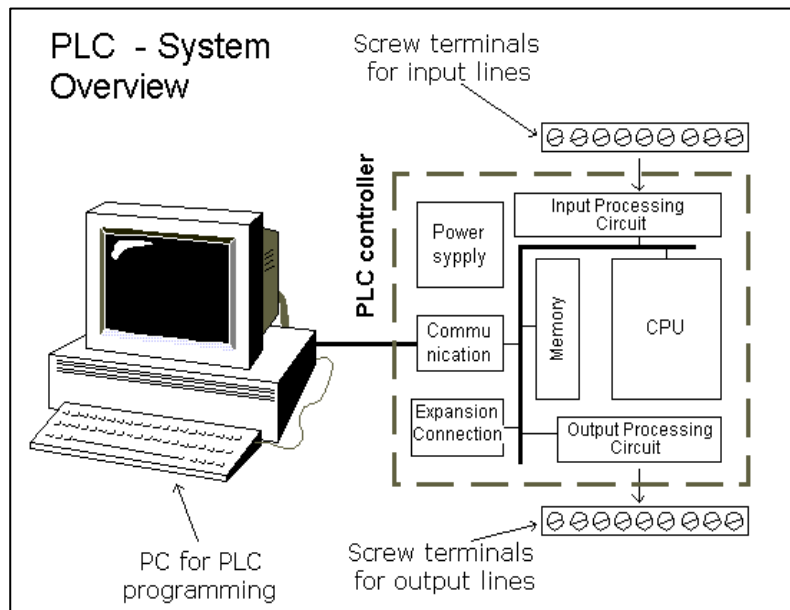 PLC - System
Overview
Screw terminals
for input lines
PLC controller
Input Processing
Circuit
Power
sypply
Commu
nication
Memory
CPU
Expansion
Connection
Output Processing
Circuit
PC for PLC
programming
Screw terminals
for output lines